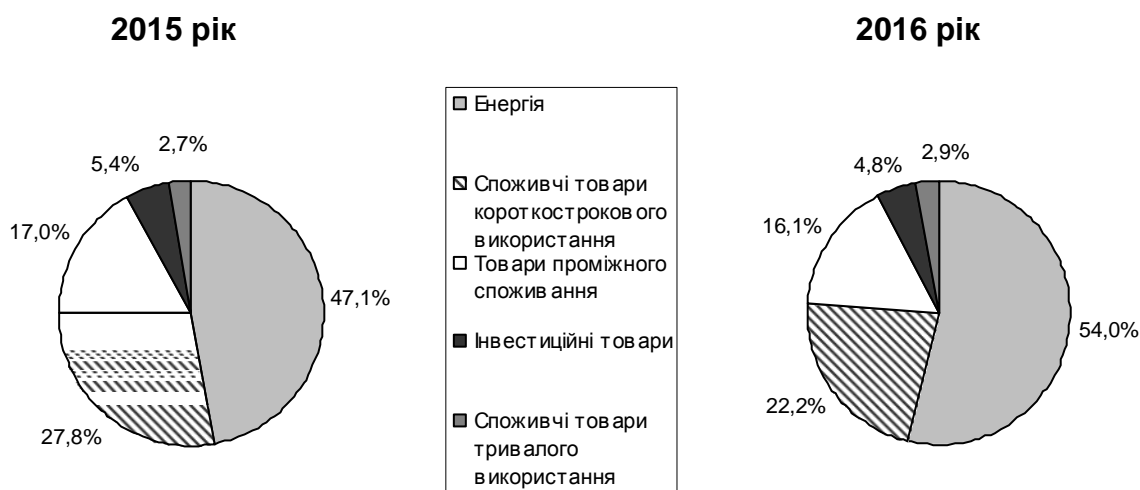 2015 рік
2016 рік
2,7%
5,4%
17,0%
47,1%
27,8%
Енергія
Споживчі товари
короткострокового
використання
Товари проміжного
споживання
Інвестиційні товари
Споживчі товари
тривалого
використання
2,9%
4,8%
16,1%
54,0%
22,2%